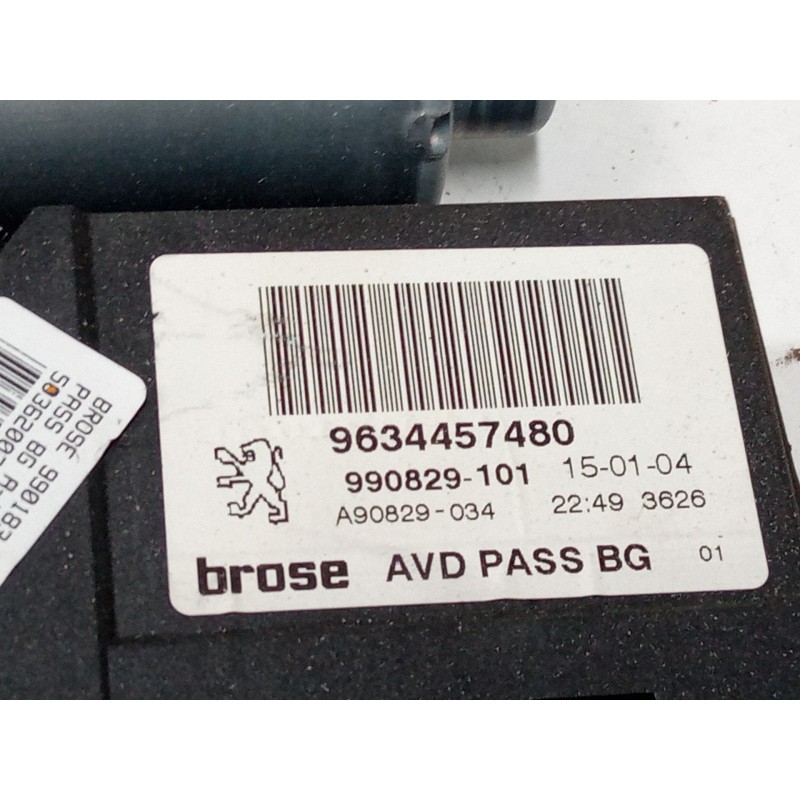 9634457480
990829-101 15-01-04
A90829-034 22:49 3626
brose AVD PASS BG 01
BROSE 990183
PASS BG A